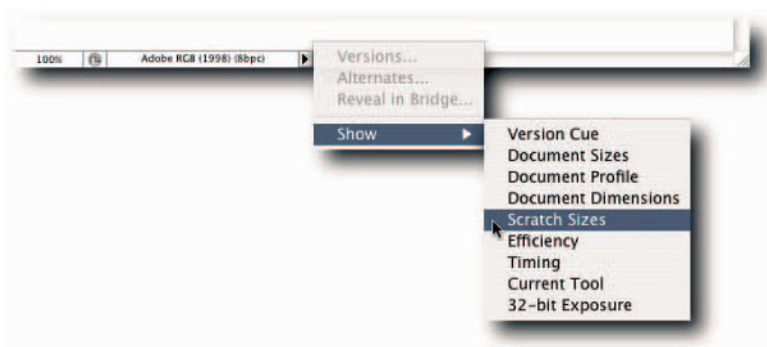 100% Adobe RGB (1998) (8bpc)
Versions...
Alternates...
Reveal in Bridge...
Show
Version Cue
Document Sizes
Document Profile
Document Dimensions
Scratch Sizes
Efficiency
Timing
Current Tool
32-bit Exposure